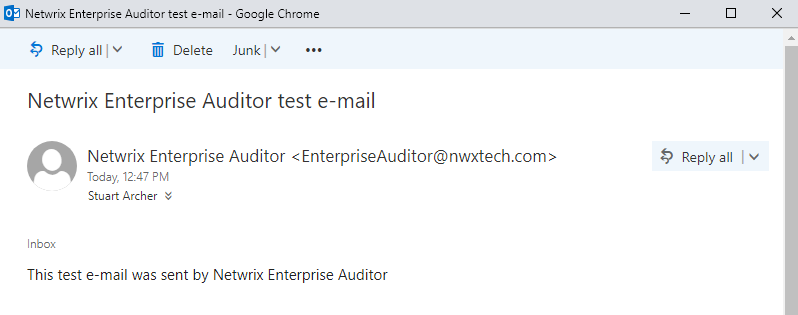 Netwrix Enterprise Auditor test e-mail - Google Chrome
Reply all | Delete Junk | •••
Netwrix Enterprise Auditor test e-mail
Netwrix Enterprise Auditor <EnterpriseAuditor@nwxtech.com>
Reply all |
Today, 12:47 PM
Stuart Archer
Inbox
This test e-mail was sent by Netwrix Enterprise Auditor